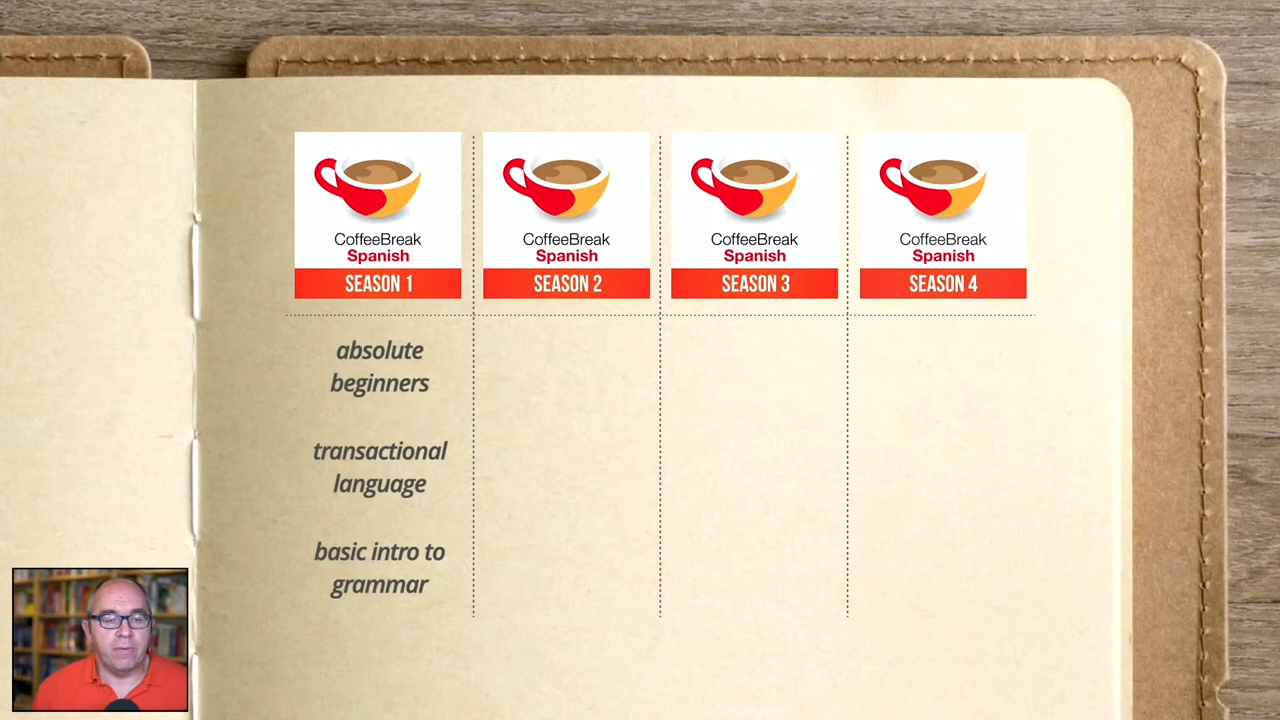 CoffeeBreak
Spanish
SEASON 1
CoffeeBreak
Spanish
SEASON 2
CoffeeBreak
Spanish
SEASON 3
CoffeeBreak
Spanish
SEASON 4
absolute
beginners
transactional
language
basic intro to
grammar